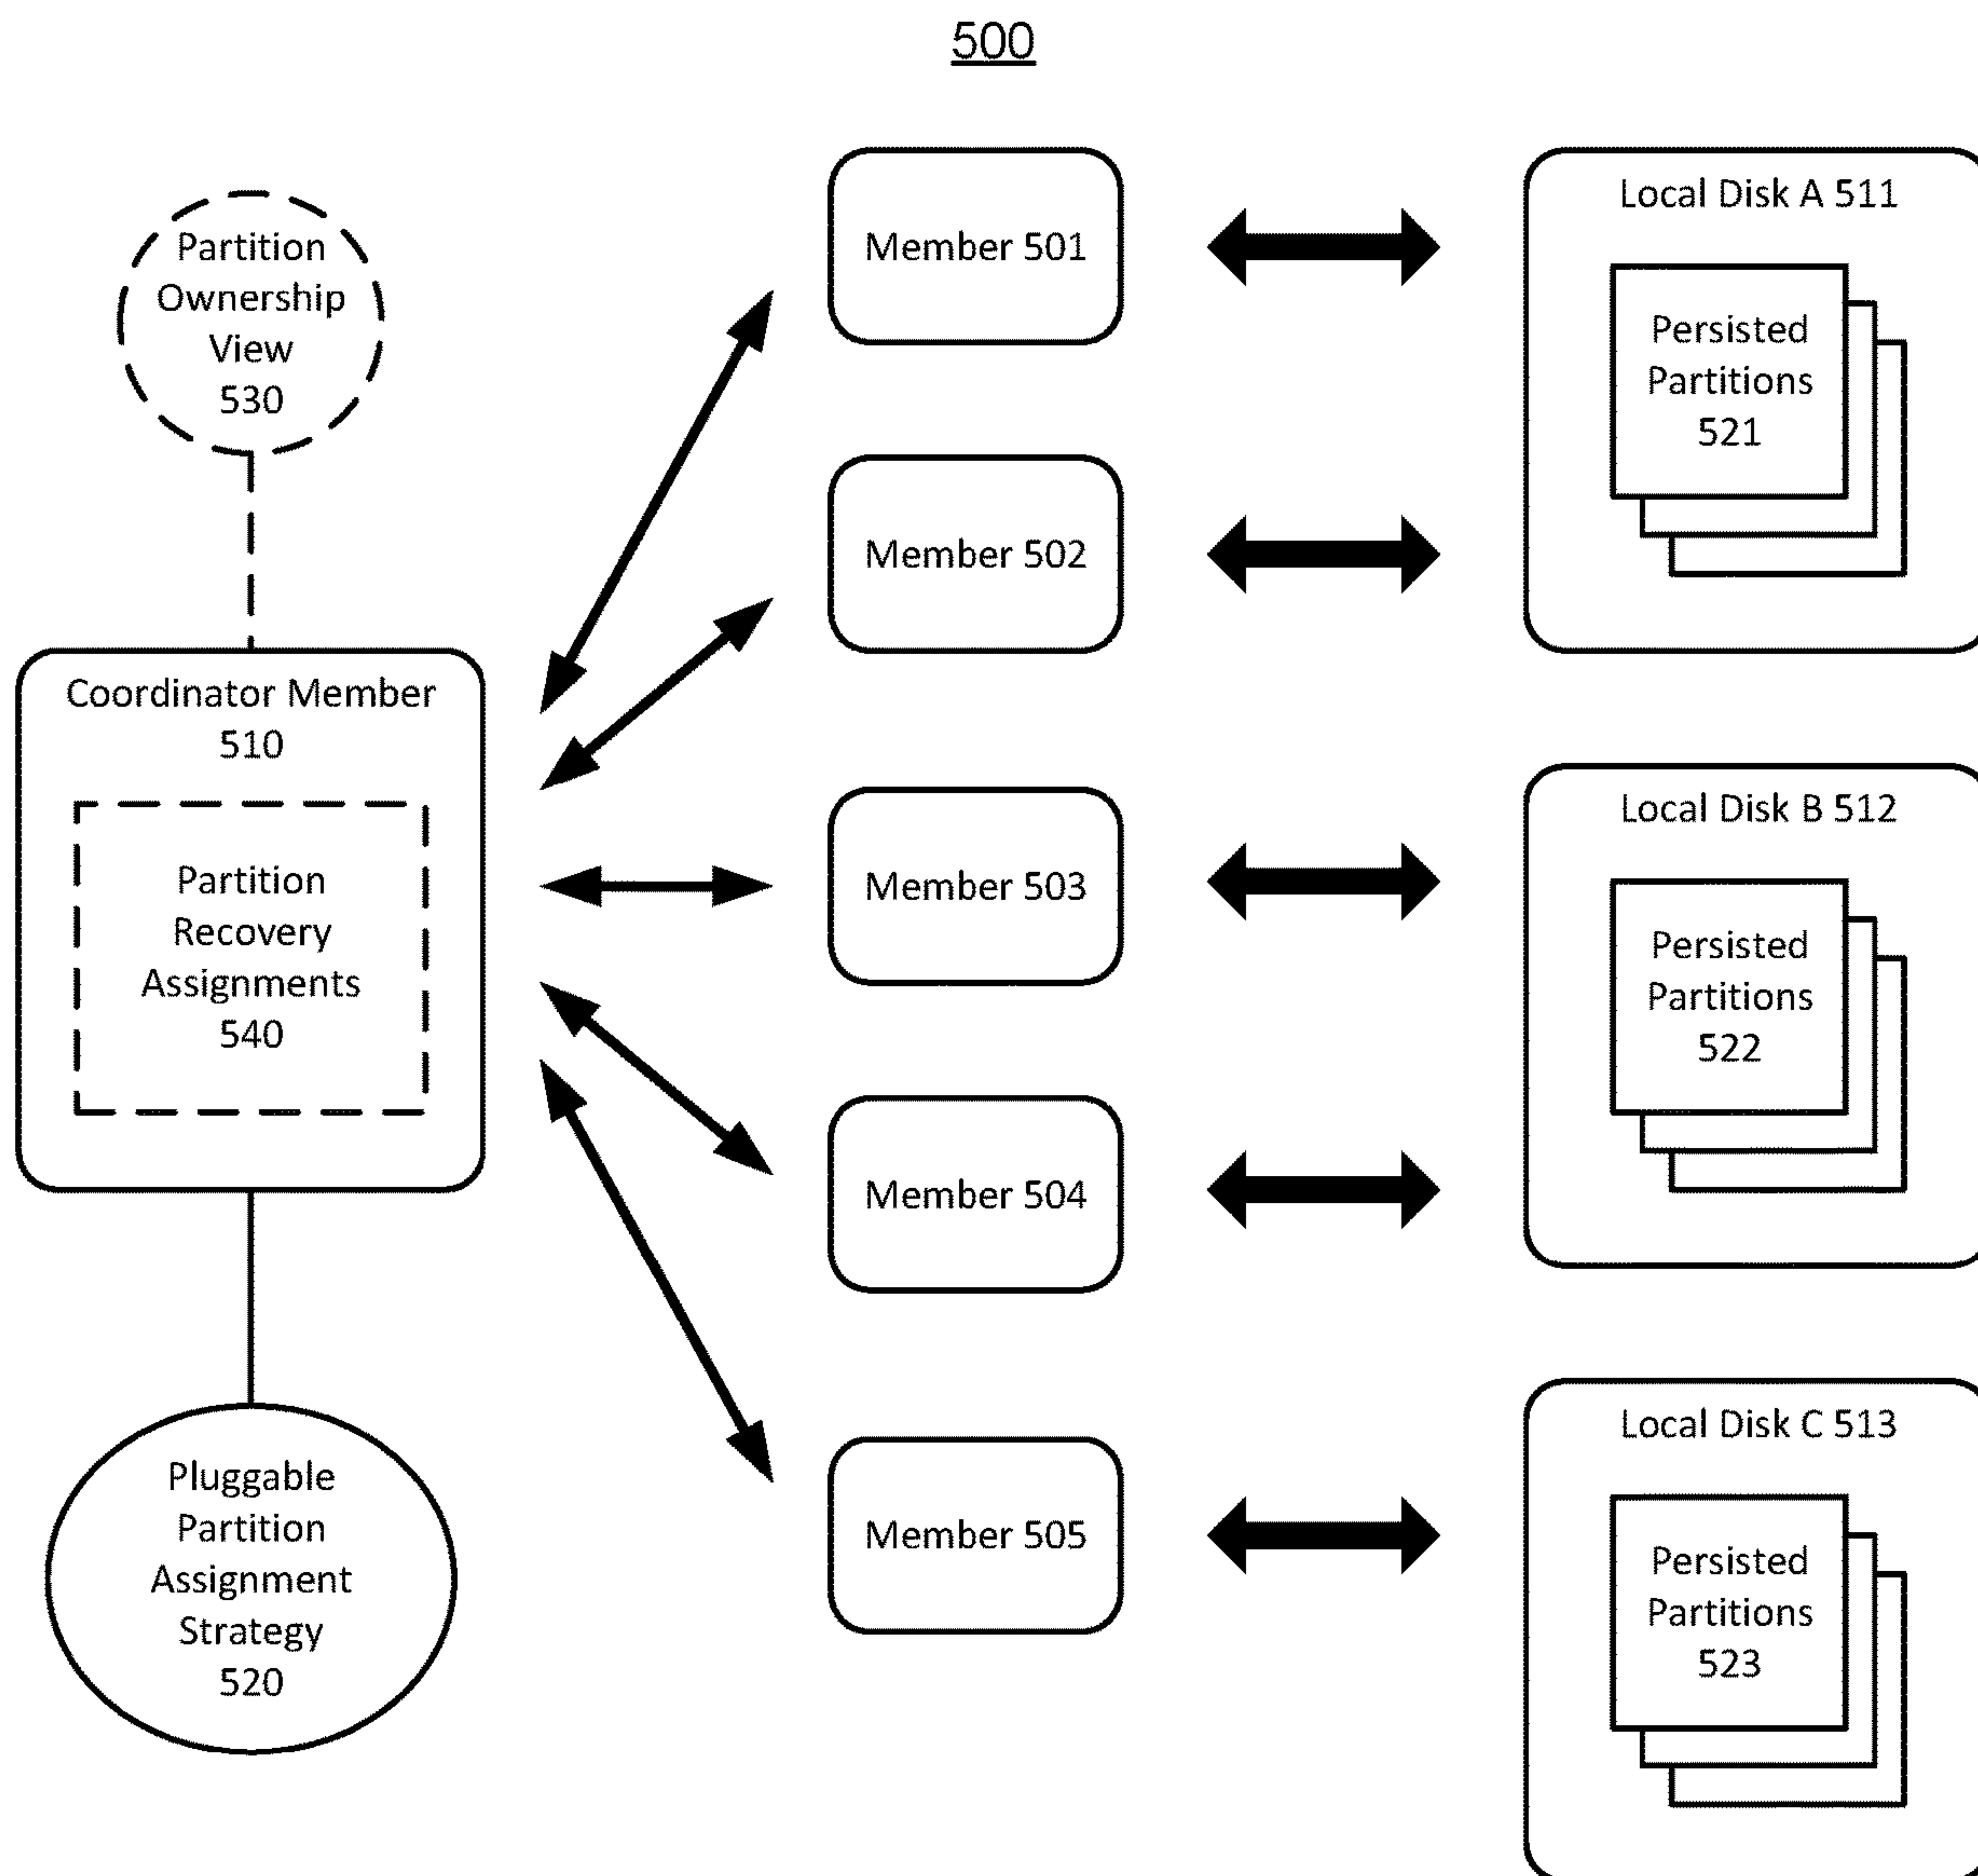 500
Partition
Ownership
View
530
Coordinator Member
510
Partition
Recovery
Assignments
540
Pluggable
Partition
Assignment
Strategy
520
Member 501
Member 502
Member 503
Member 504
Member 505
Local Disk A 511
Persisted
Partitions
521
Local Disk B 512
Persisted
Partitions
522
Local Disk C 513
Persisted
Partitions
523